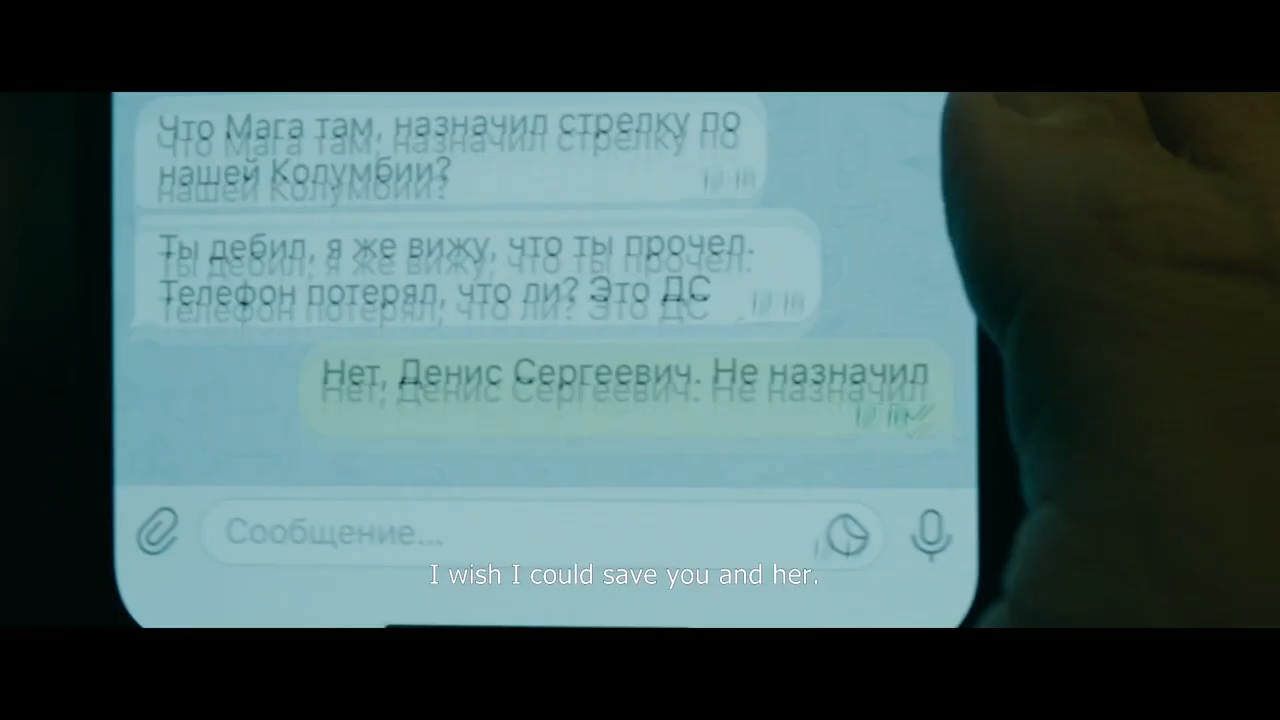 Что Мага там, назначил стрелку по
нашей Колумбии?
Ты дебил, я же вижу, что ты прочел.
Телефон потерял, что ли? Это ДС
Нет, Денис Сергеевич. Не назначил
Сообщение...
I wish I could save you and her.